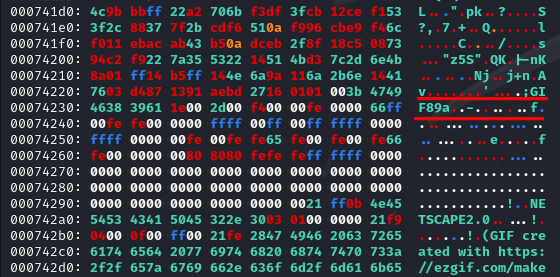 000741d0: 4c9b bbff 22a2 706b f3df 3fcb 12ce f153 L...".pk..?....S
000741e0: 3f2c 8837 7f2b cdf6 510a f996 cbe9 f46c ?,.7.+..Q......l
000741f0: f011 ebac ab43 b50a dceb 2f8f 18c5 0873 .....C..../....s
00074200: 94c2 f922 7a35 5322 1451 4bd3 7c2d 6e4b ..."z5S".QK.|-nK
00074210: 8a01 ff14 b5ff 144e 6a9a 116a 2b6e 1441 .......Nj..j+n.A
00074220: 7603 d487 1391 aebd 2716 0101 003b 4749 v.......'....;GI
00074230: 4638 3961 1e00 2d00 f400 00fe 0000 66ff F89a..-.......f.
00074240: 00fe fe00 0000 ffff 00ff 00ff ffff 0000 ................
00074250: ffff 0000 00fe fefe fe65 fe00 fe00 fe66 .........e.....f
00074260: fe00 0000 0080 8080 fefe feff ffff 0000 ................
00074270: 0000 0000 0000 0000 0000 0000 0000 0000 ................
00074280: 0000 0000 0000 0000 0000 0000 0000 0000 ................
00074290: 0000 0000 0000 0000 0000 0021 ff0b 4e45 ...........!..NE
000742a0: 5453 4341 5045 322e 3003 0100 0000 21f9 TSCAPE2.0.....!.
000742b0: 0400 0f00 ff00 21fe 2847 4946 2063 7265 ......!.(GIF cre
000742c0: 6174 6564 2077 6974 6820 6874 7470 733a ated with https:
000742d0: 2f2f 657a 6769 662e 636f 6d2f 6d61 6b65 //ezgif.com/make